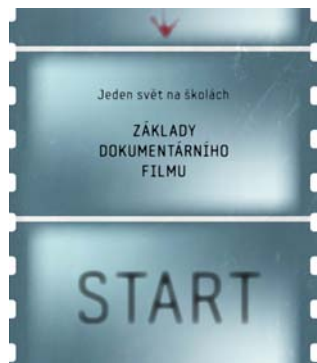 Jeden svět na školách
ZÁKLADY
DOKUMENTÁRNÍHO
FILMU
START